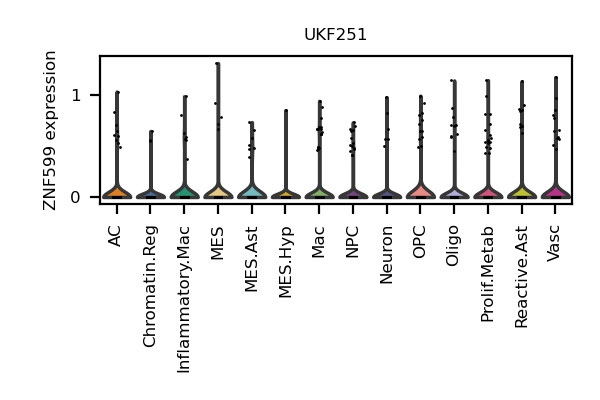 UKF251
ZNF599 expression
1
0
AC
Chromatin.Reg
Inflammatory.Mac
MES
MES.Ast
MES.Hyp
Mac
NPC
Neuron
OPC
Oligo
Prolif.Metab
Reactive.Ast
Vasc